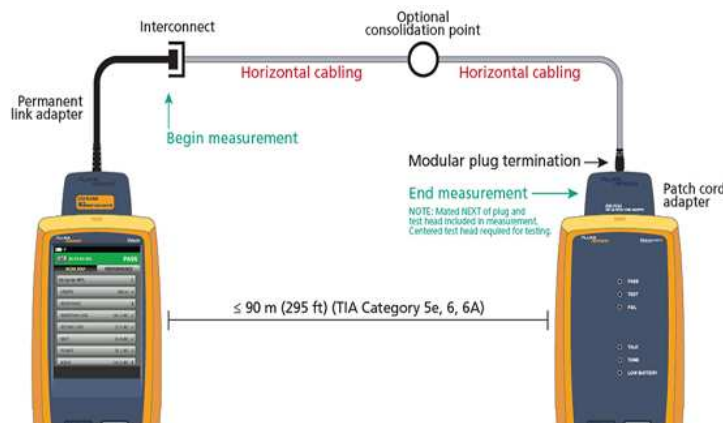 Optional
consolidation point
Interconnect
Horizontal cabling
Horizontal cabling
Permanent
link adapter
Begin measurement
Modular plug termination
End measurement
NOTE: Mated NEXT of plug and
test head included in measurement.
Centered test head required for testing.
Patch cord
adapter
PASS
≤ 90 m (295 ft) (TIA Category 5e, 6, 6A)
PASS
TEST
FAIL
TALK
TONE
LOW BATTERY